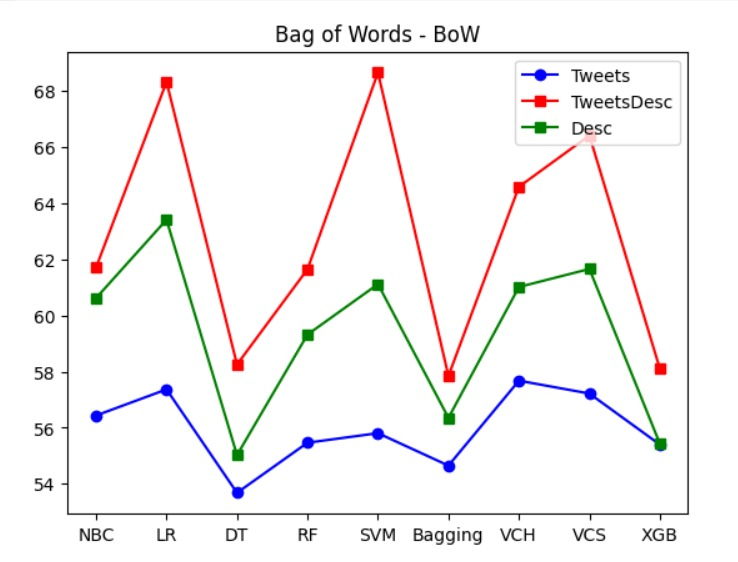 Bag of Words - BoW
Tweets
TweetsDesc
Desc
68
66
64
62
60
58
56
54
NBC LR DT RF SVM Bagging VCH VCS XGB